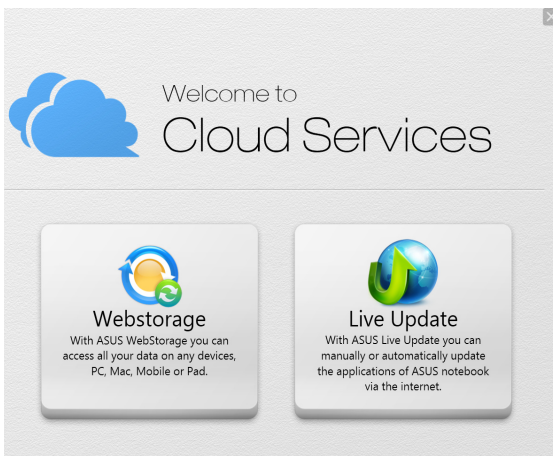 Welcome to
Cloud Services
Webstorage
With ASUS WebStorage you can
access all your data on any devices,
PC, Mac, Mobile or Pad.
Live Update
With ASUS Live Update you can
manually or automatically update
the applications of ASUS notebook
via the internet.